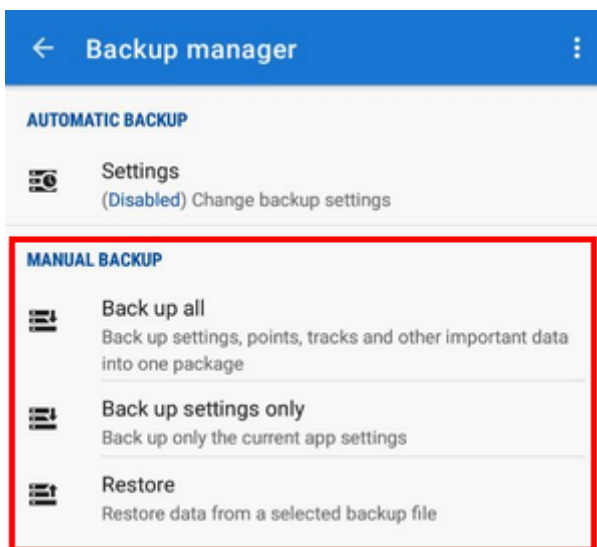 Backup manager
AUTOMATIC BACKUP
Settings
(Disabled) Change backup settings
MANUAL BACKUP
Back up all
Back up settings, points, tracks and other important data
into one package
Back up settings only
Back up only the current app settings
Restore
Restore data from a selected backup file